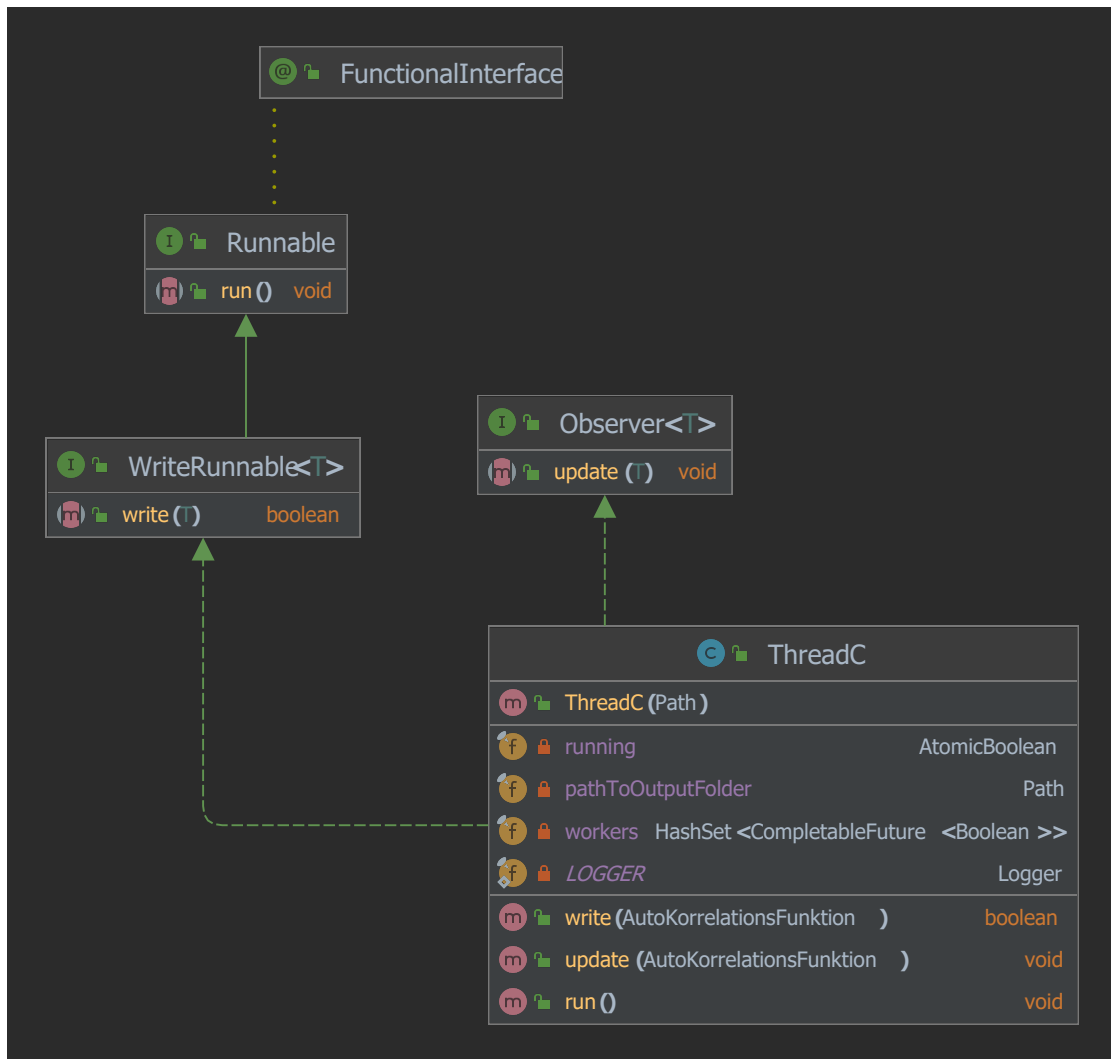 @ FunctionalInterface
I Runnable
m run() void
I WriteRunnable<T>
m write(T) boolean
I Observer<T>
m update(T) void
C ThreadC
m ThreadC(Path)
f running AtomicBoolean
f pathToOutputFolder Path
f workers HashSet<CompletableFuture<Boolean>>
f LOGGER Logger
m write(AutoKorrelationsFunktion) boolean
m update(AutoKorrelationsFunktion) void
m run() void